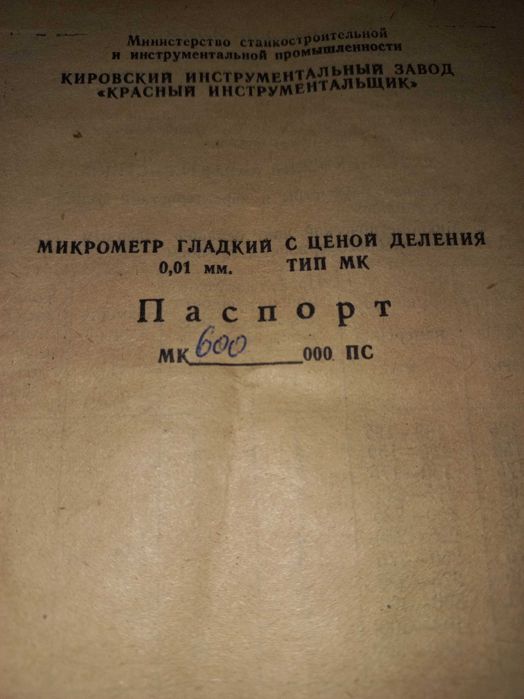 Министерство станкостроительной
и инструментальной промышленности
КИРОВСКИЙ ИНСТРУМЕНТАЛЬНЫЙ ЗАВОД
«КРАСНЫЙ ИНСТРУМЕНТАЛЬЩИК»
МИКРОМЕТР ГЛАДКИЙ С ЦЕНОЙ ДЕЛЕНИЯ
0,01 мм. ТИП МК
Паспорт
МК 600 000 ПС